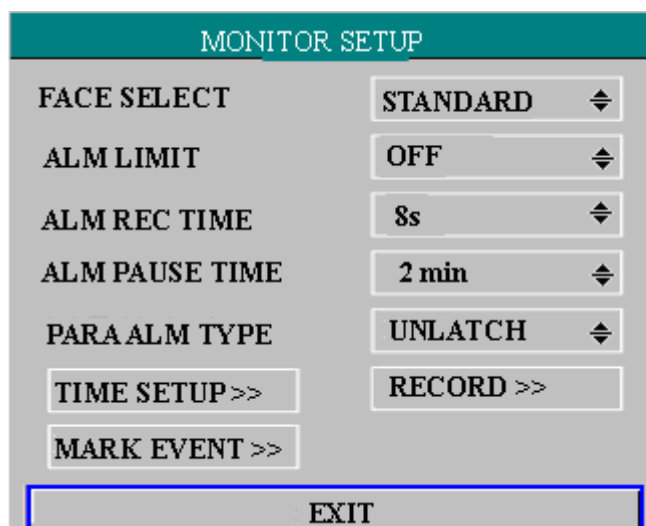 MONITOR SETUP
FACE SELECT STANDARD
ALM LIMIT OFF
ALM REC TIME 8s
ALM PAUSE TIME 2 min
PARA ALM TYPE UNLATCH
TIME SETUP>> RECORD >>
MARK EVENT >>
EXIT